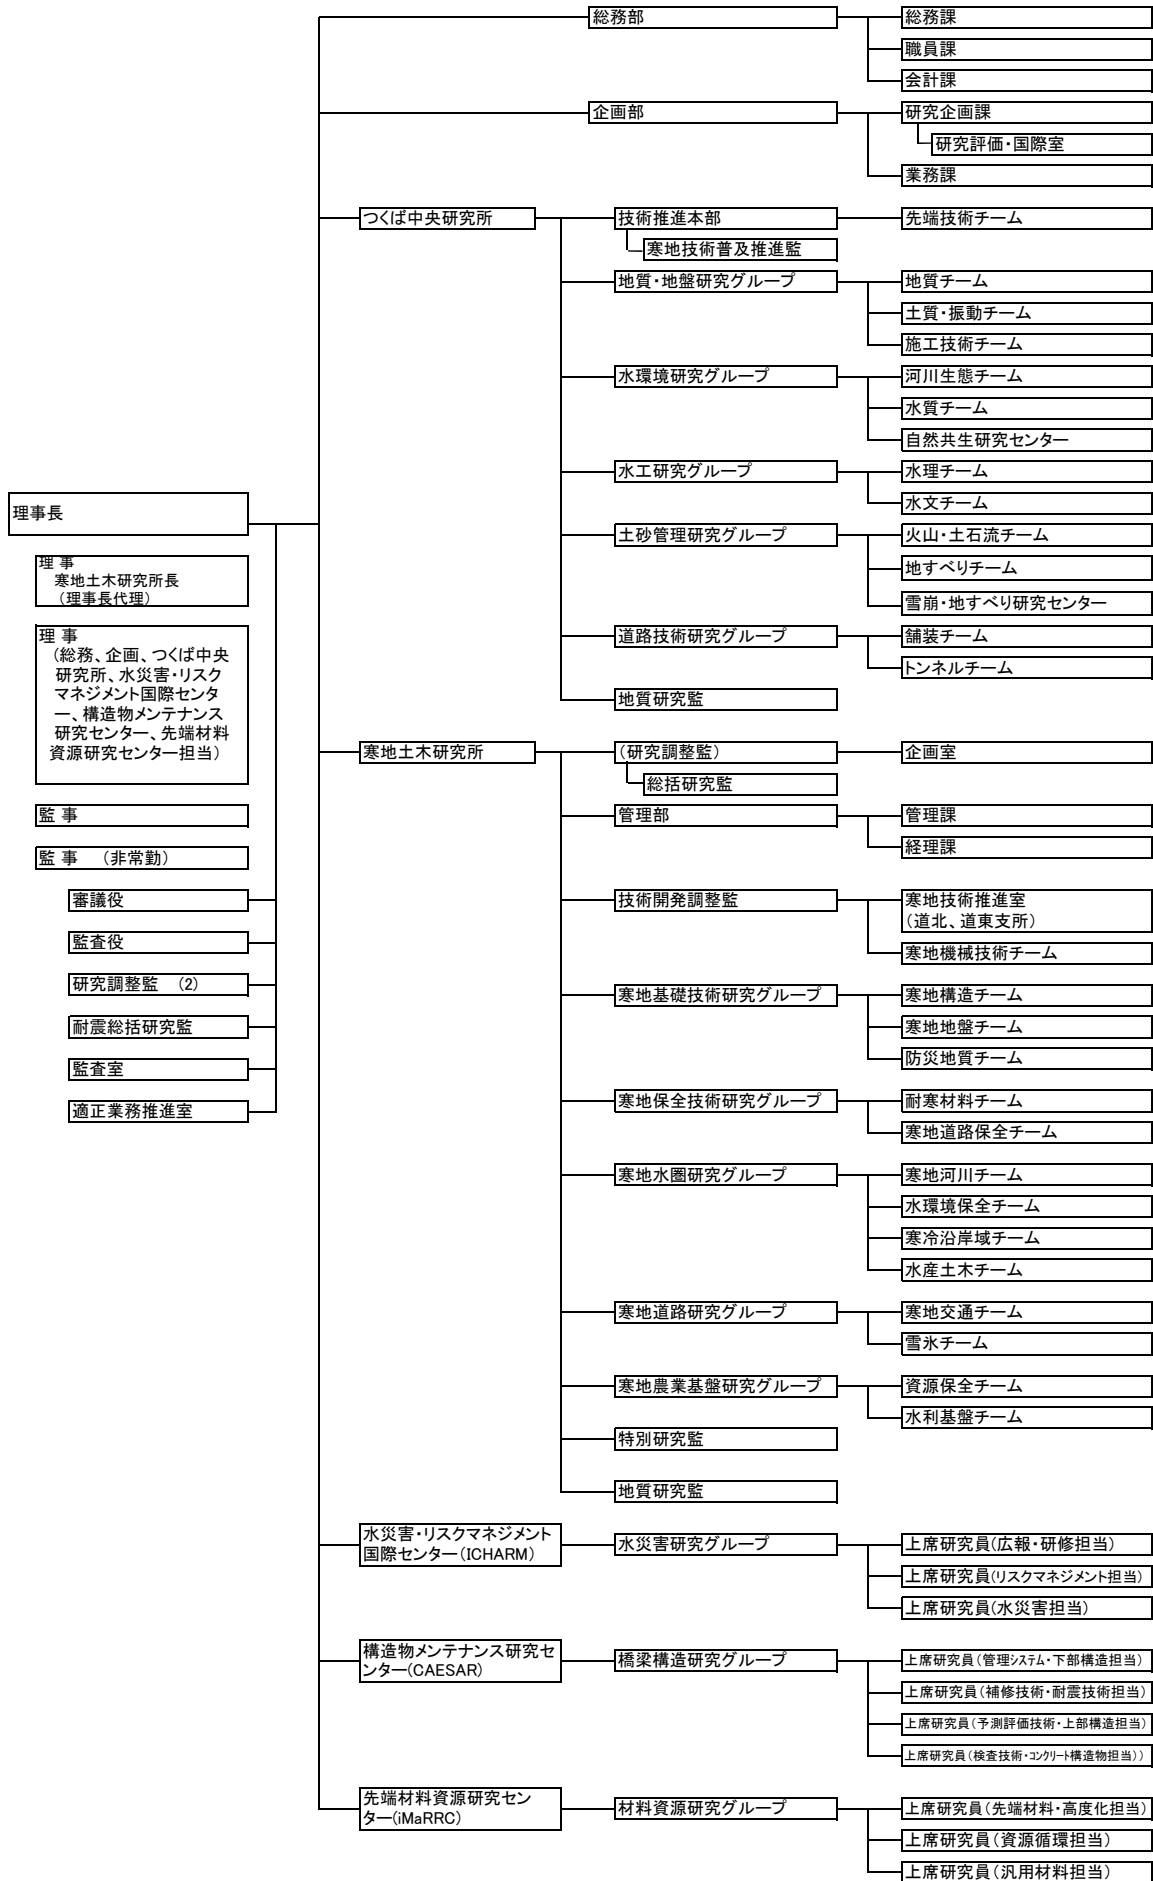 総務部
総務課
職員課
会計課
企画部
研究企画課
研究評価・国際室
業務課
つくば中央研究所
技術推進本部
先端技術チーム
寒地技術普及推進監
地質・地盤研究グループ
地質チーム
土質・振動チーム
施工技術チーム
水環境研究グループ
河川生態チーム
水質チーム
自然共生研究センター
水工研究グループ
水理チーム
水文チーム
土砂管理研究グループ
火山・土石流チーム
地すべりチーム
雪崩・地すべり研究センター
道路技術研究グループ
舗装チーム
トンネルチーム
地質研究監
理事長
理 事
寒地土木研究所長
（理事長代理）
理 事
（総務、企画、つくば中央
研究所、水災害・リスク
マネジメント国際センタ
ー、構造物メンテナンス
研究センター、先端材料
資源研究センター担当）
監 事
監 事 （非常勤）
審議役
監査役
研究調整監 （2）
耐震総括研究監
監査室
適正業務推進室
寒地土木研究所
（研究調整監）
企画室
総括研究監
管理部
管理課
経理課
技術開発調整監
寒地技術推進室
（道北、道東支所）
寒地機械技術チーム
寒地基礎技術研究グループ
寒地構造チーム
寒地地盤チーム
防災地質チーム
寒地保全技術研究グループ
耐寒材料チーム
寒地道路保全チーム
寒地水圏研究グループ
寒地河川チーム
水環境保全チーム
寒冷沿岸域チーム
水産土木チーム
寒地道路研究グループ
寒地交通チーム
雪氷チーム
寒地農業基盤研究グループ
資源保全チーム
水利基盤チーム
特別研究監
地質研究監
水災害・リスクマネジメント
国際センター（ICHARM）
水災害研究グループ
上席研究員（広報・研修担当）
上席研究員（リスクマネジメント担当）
上席研究員（水災害担当）
構造物メンテナンス研究セ
ンター（CAESAR）
橋梁構造研究グループ
上席研究員（管理システム・下部構造担当）
上席研究員（補修技術・耐震技術担当）
上席研究員（予測評価技術・上部構造担当）
上席研究員（検査技術・コンクリート構造物担当））
先端材料資源研究セン
ター（iMaRRC）
材料資源研究グループ
上席研究員（先端材料・高度化担当）
上席研究員（資源循環担当）
上席研究員（汎用材料担当）